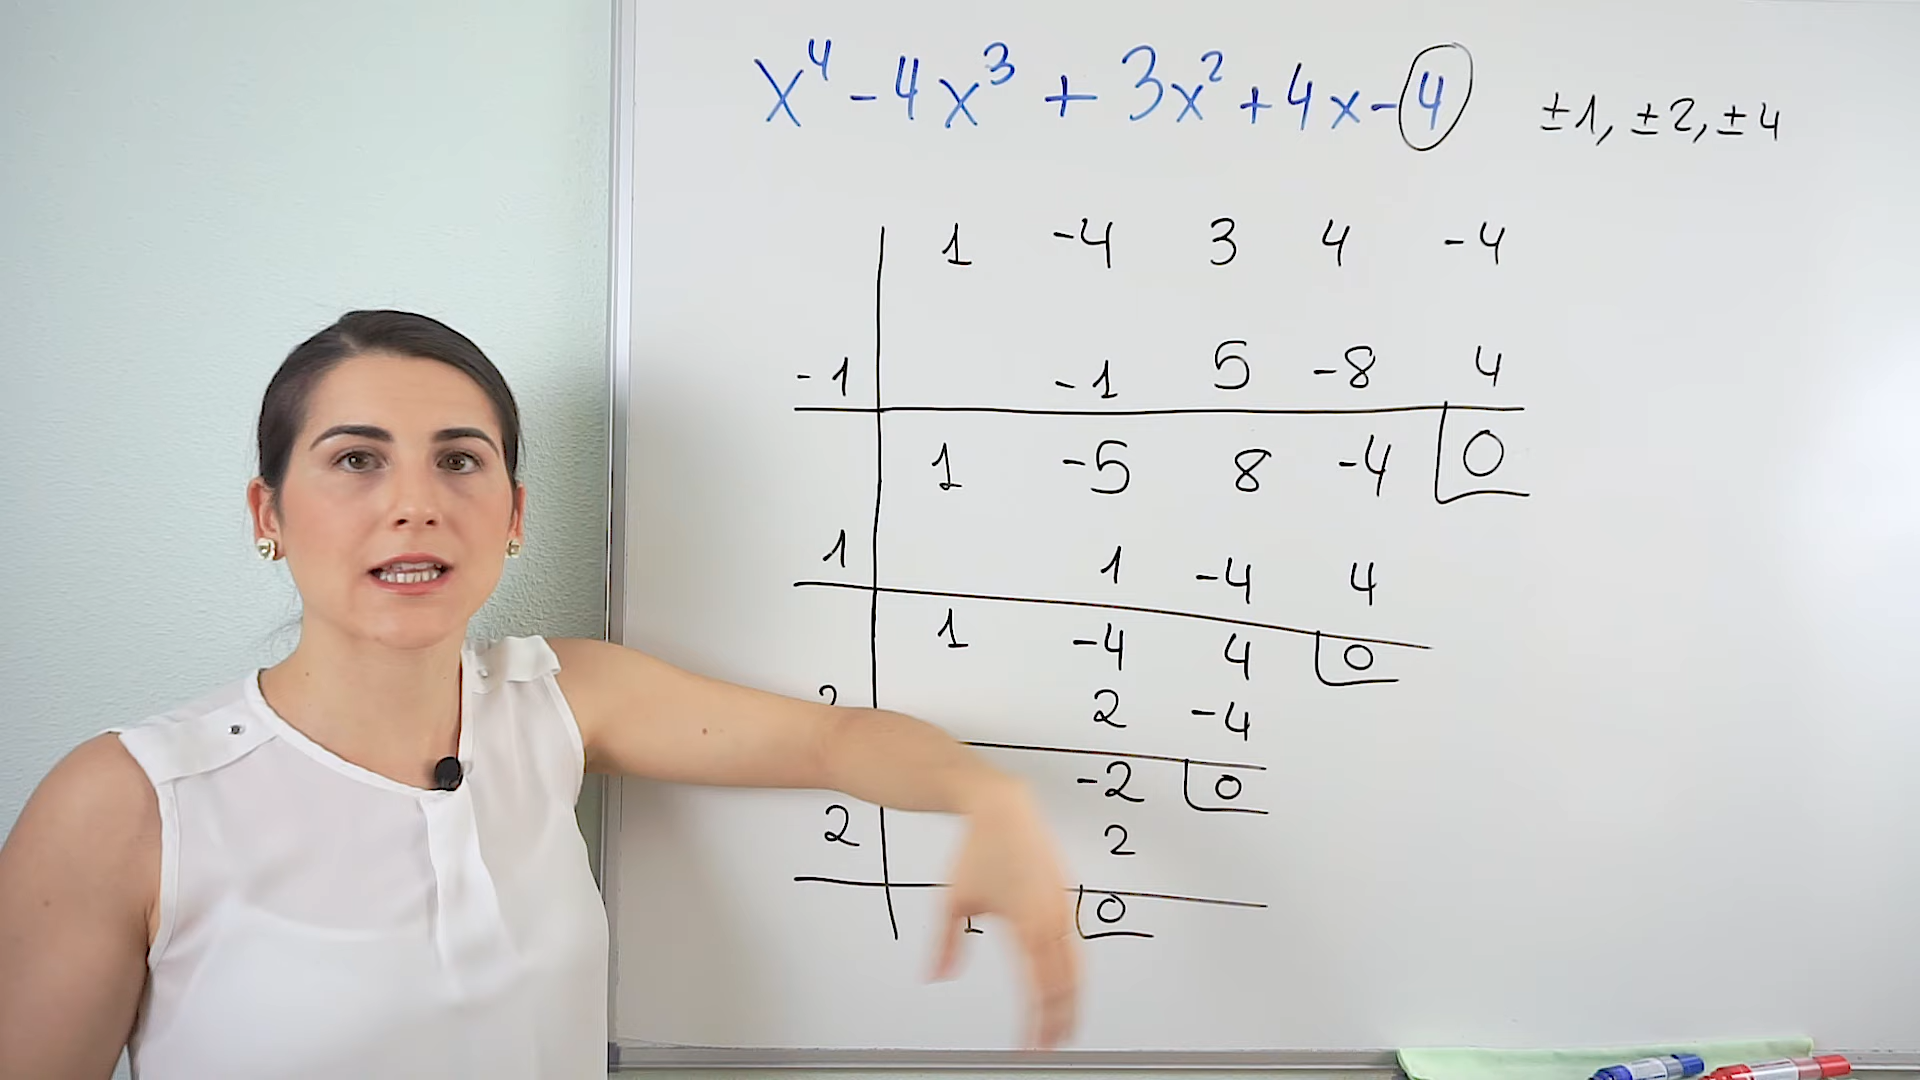 x⁴ - 4x³ + 3x² + 4x - 4 ±1, ±2, ±4
1 -4 3 4 -4
-1 -1 5 -8 4
1 -5 8 -4 0
1 1 -4 4
1 -4 4 0
2 2 -4
-2 0
2 2
1 0